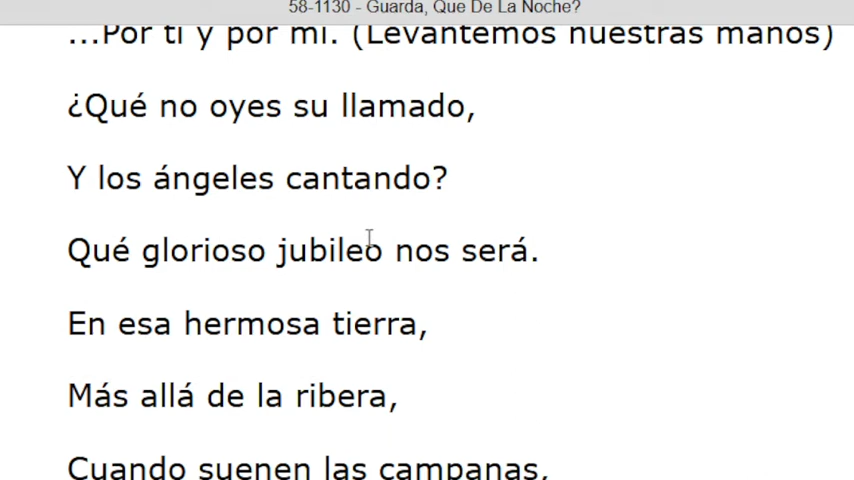 58-1130 - Guarda, Que De La Noche?
...Por ti y por mí. (Levantemos nuestras manos)
¿Qué no oyes su llamado,
Y los ángeles cantando?
Qué glorioso jubileo nos será.
En esa hermosa tierra,
Más allá de la ribera,
Cuando suenen las campanas,